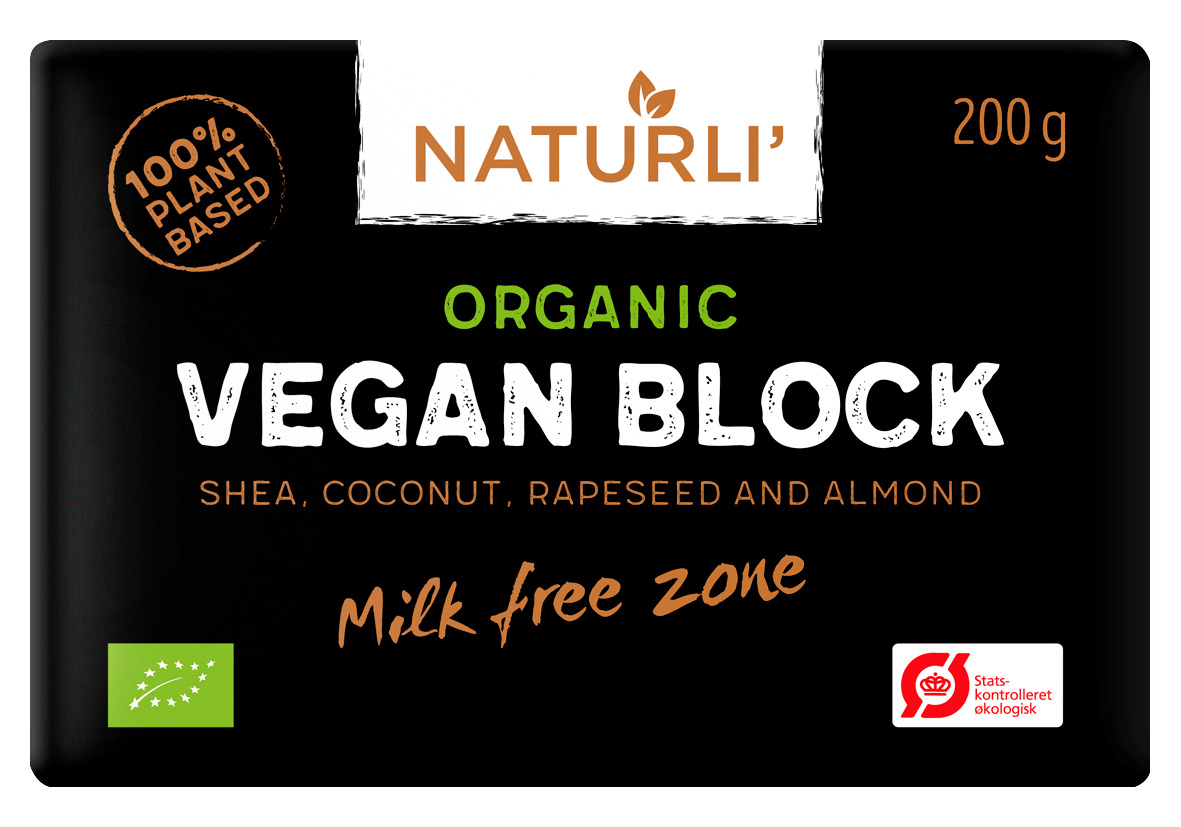 NATURLI’
200 g
100%
PLANT
BASED
ORGANIC
VEGAN BLOCK
SHEA, COCONUT, RAPESEED AND ALMOND
Milk free zone
Stats-
kontrolleret
økologisk